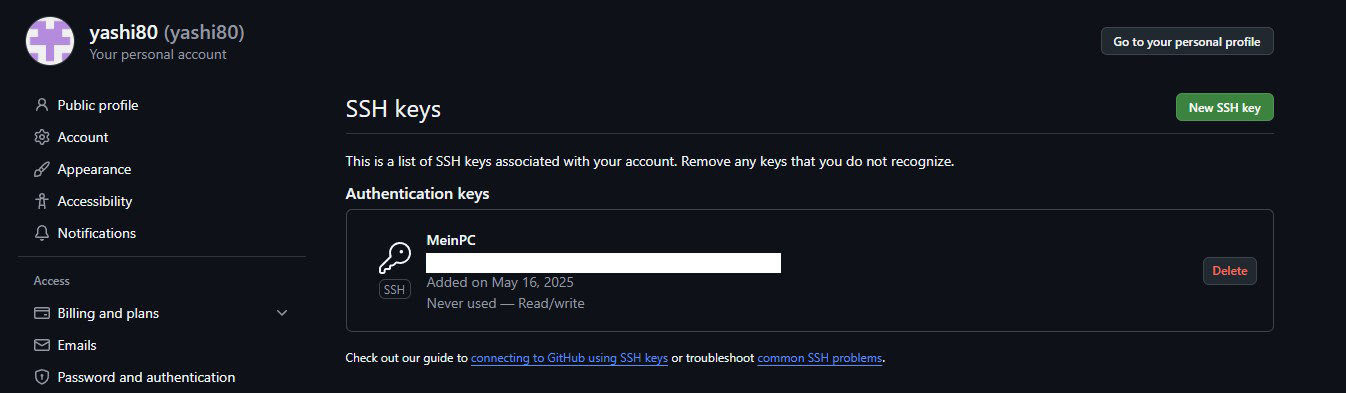 yashi80 (yashi80)
Your personal account
Go to your personal profile
Public profile
Account
Appearance
Accessibility
Notifications
Access
Billing and plans
Emails
Password and authentication
SSH keys
New SSH key
This is a list of SSH keys associated with your account. Remove any keys that you do not recognize.
Authentication keys
MeinPC
SSH
Added on May 16, 2025
Never used — Read/write
Delete
Check out our guide to connecting to GitHub using SSH keys or troubleshoot common SSH problems.